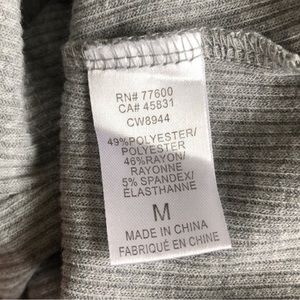 RN# 77600
CA# 45831
CW8944
49%POLYESTER/
POLYESTER
46%RAYON/
RAYONNE
5% SPANDEX/
ÉLASTHANNE
M
MADE IN CHINA
FABRIQUÉ EN CHINE